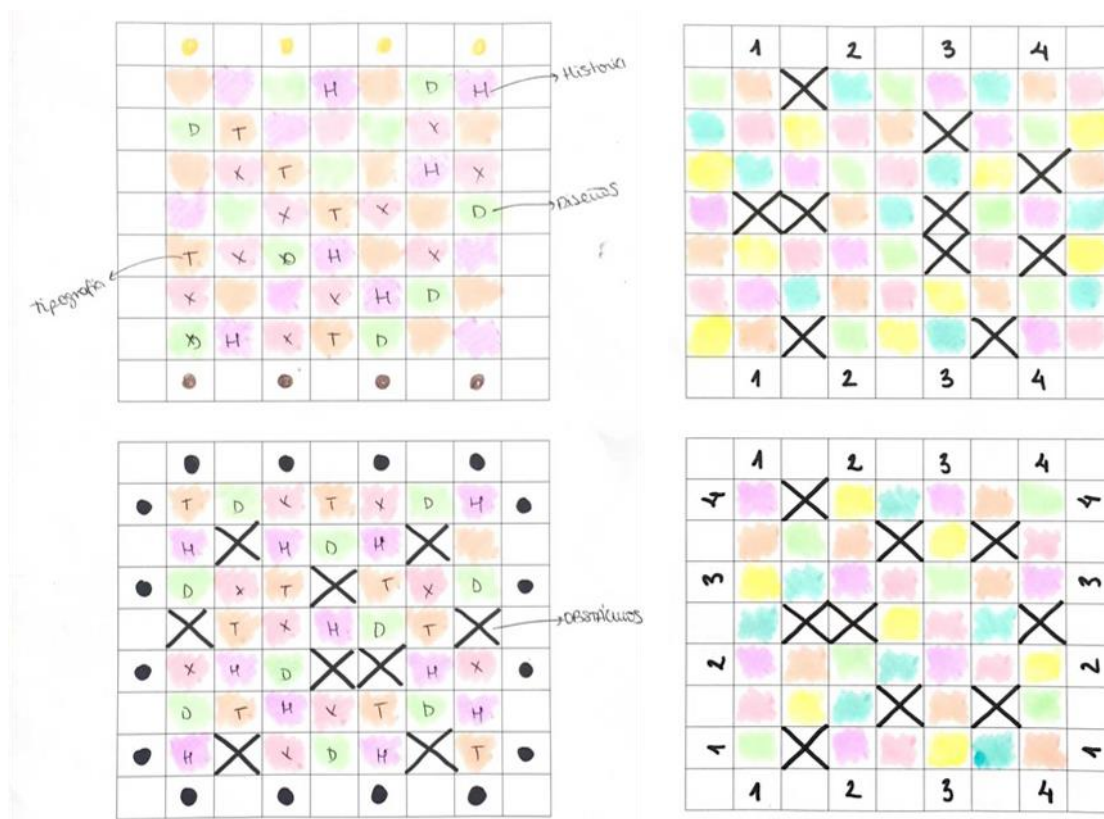 H D H Historia
D T X
X T H X
X T X D Diseños
tipografía T X D H X
X X H D
D H X T D
1 2 3 4
1 2 3 4
T D X T X D H
H H D H
D X T T X D
T X H D T OBSTÁCULOS
X H D H X
D T H X T D H
H X D H T
1 2 3 4
4 4
3 3
2 2
1 1
1 2 3 4